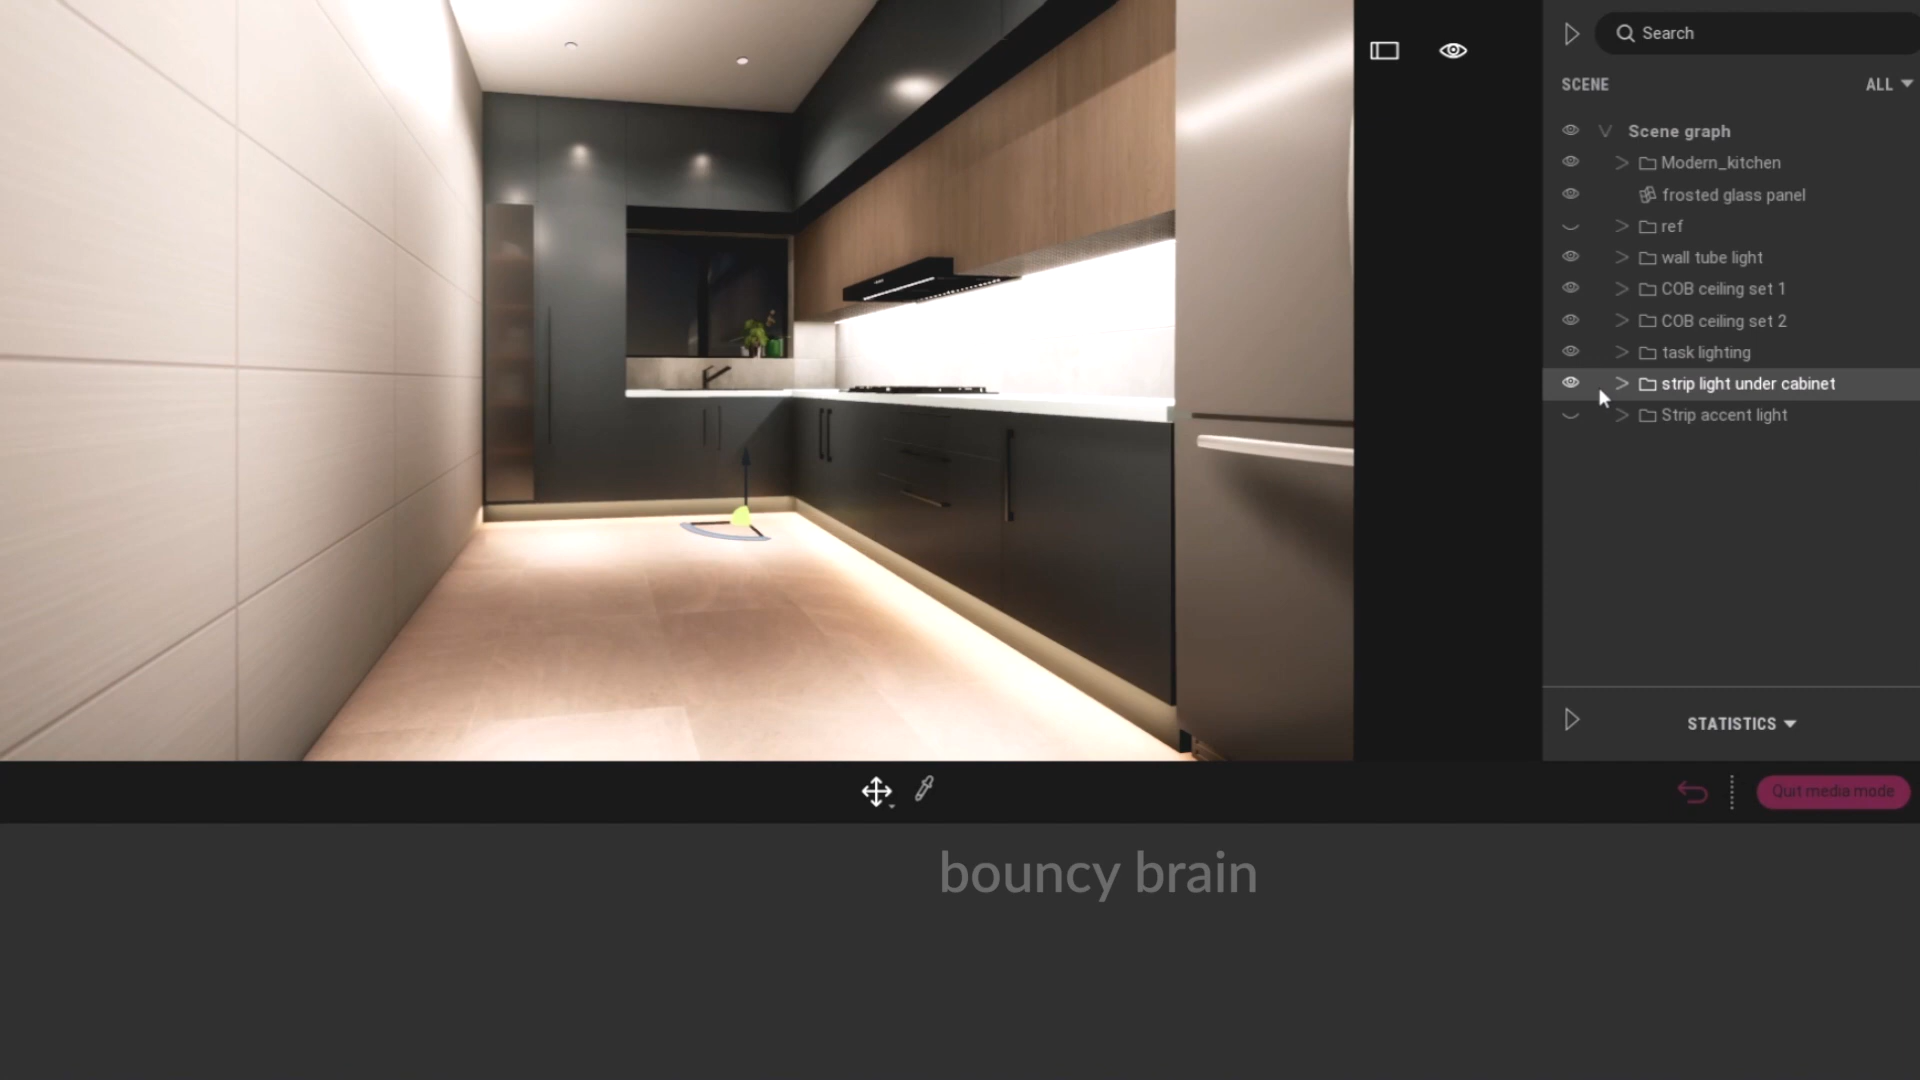 Search
SCENE
ALL
Scene graph
Modern_kitchen
frosted glass panel
ref
wall tube light
COB ceiling set 1
COB ceiling set 2
task lighting
strip light under cabinet
Strip accent light
STATISTICS
Quit media mode
bouncy brain